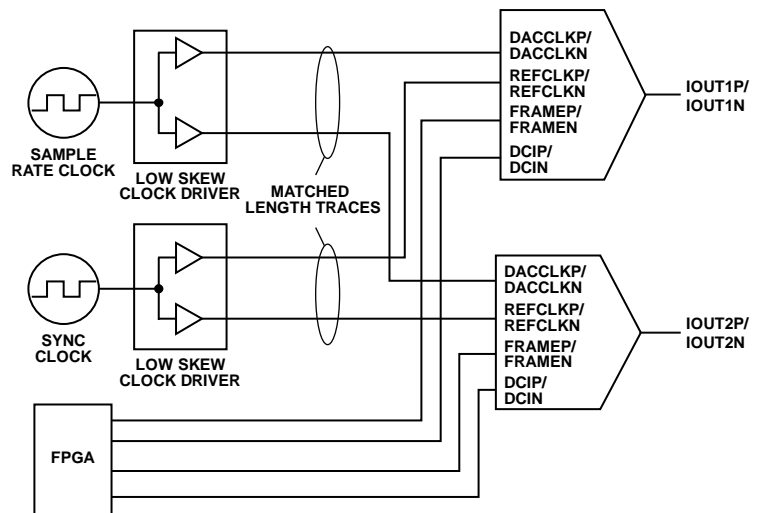 SAMPLE
RATE CLOCK
LOW SKEW
CLOCK DRIVER
MATCHED
LENGTH TRACES
DACCLKP/
DACCLKN
REFCLKP/
REFCLKN
FRAMEP/
FRAMEN
DCIP/
DCIN
IOUT1P/
IOUT1N
SYNC
CLOCK
LOW SKEW
CLOCK DRIVER
DACCLKP/
DACCLKN
REFCLKP/
REFCLKN
FRAMEP/
FRAMEN
DCIP/
DCIN
IOUT2P/
IOUT2N
FPGA